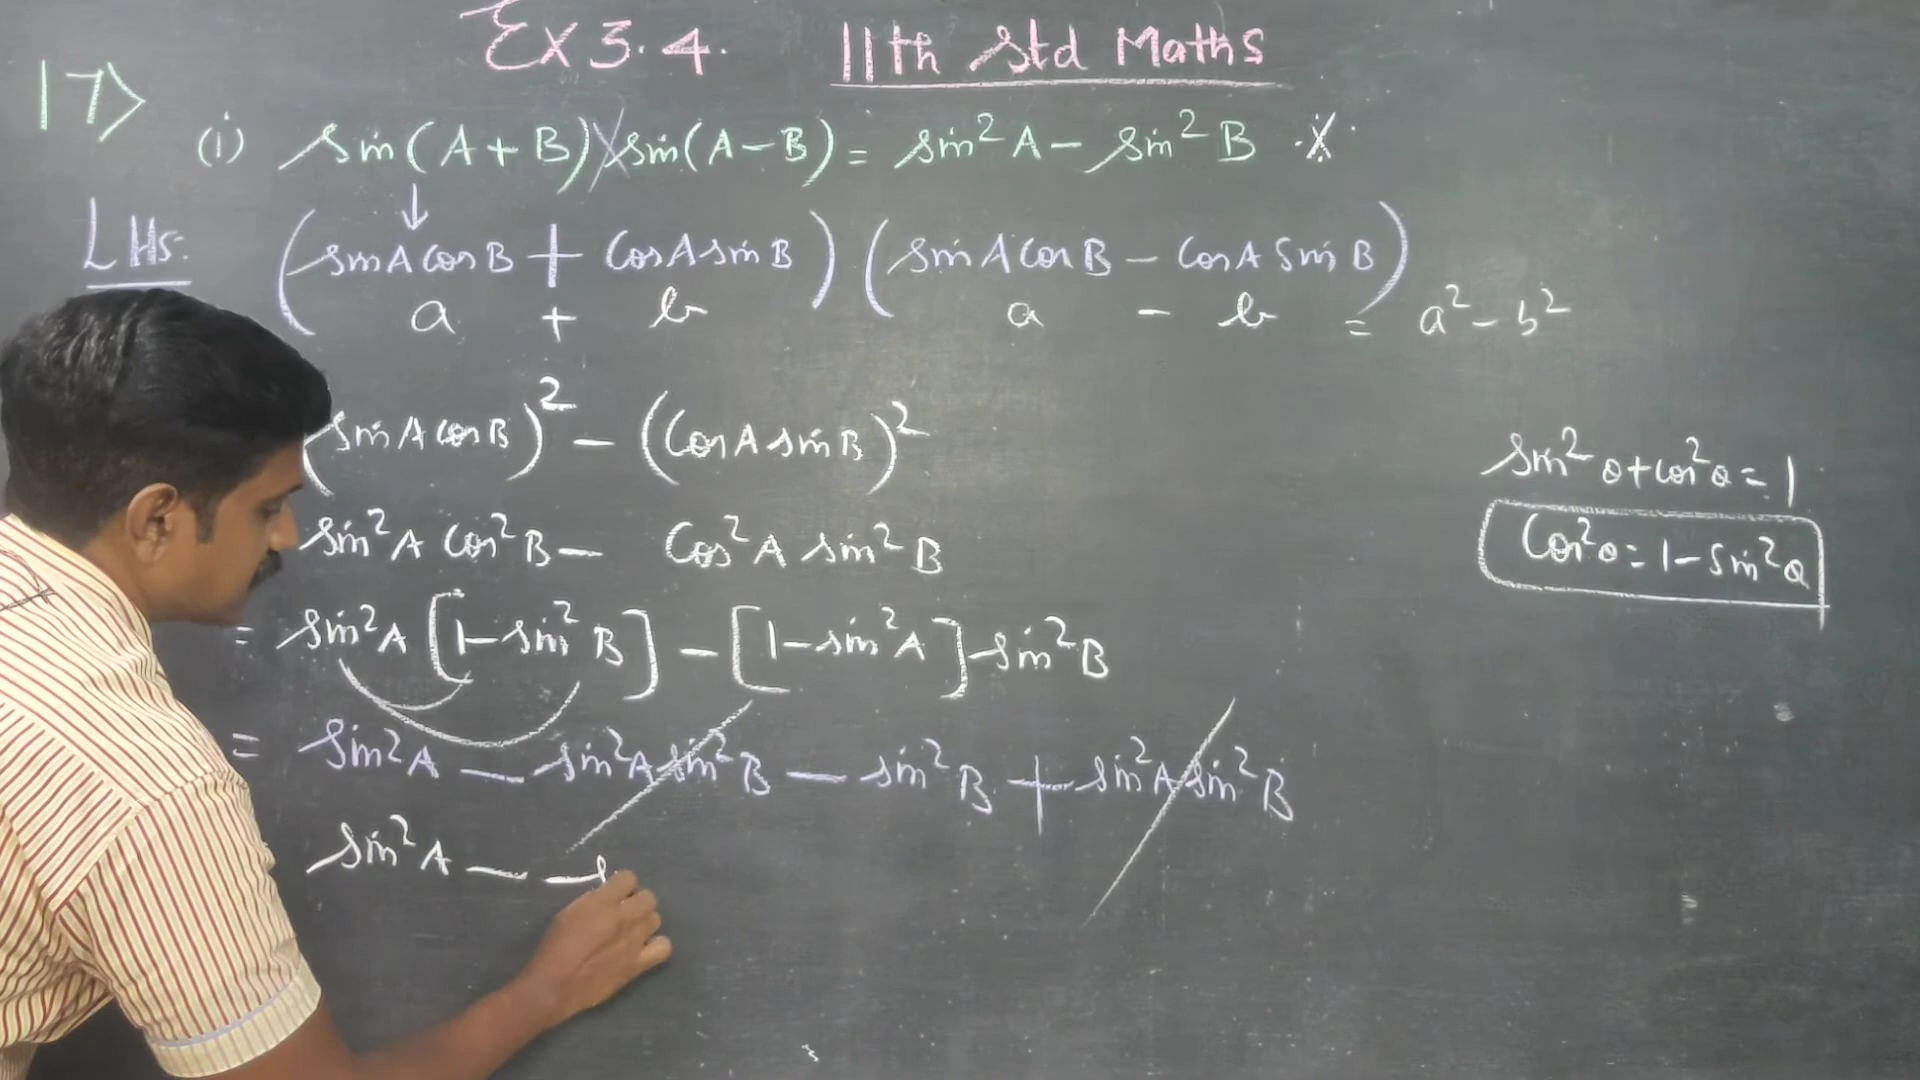 Ex 3.4. 11th Std Maths
17>
(i) sin(A+B) sin(A-B) = sin²A - sin²B
LHS: (sinA cosB + cosA sinB) (sinA cosB - cosA sinB)
a + b a - b = a² - b²
(sinA cosB)² - (cosA sinB)²
sin²θ + cos²θ = 1
sin²A cos²B - cos²A sin²B
cos²θ = 1 - sin²θ
= sin²A [1 - sin²B] - [1 - sin²A] sin²B
= sin²A - sin²A sin²B - sin²B + sin²A sin²B
sin²A - s